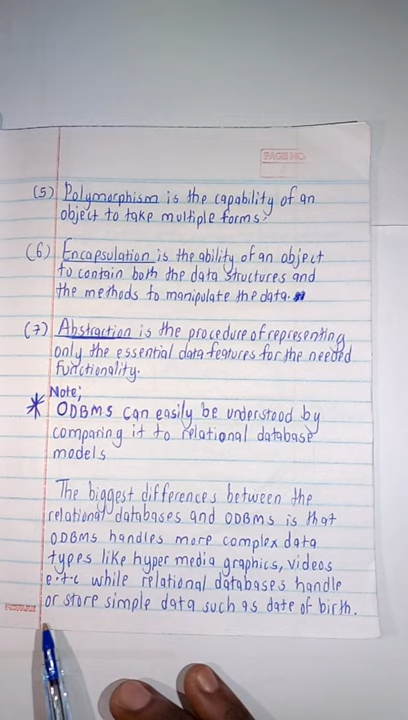 PAGE NO.
(5) Polymorphism is the capability of an
object to take multiple forms.
(6) Encapsulation is the ability of an object
to contain both the data structures and
the methods to manipulate the data.
(7) Abstraction is the procedure of representing
only the essential data features for the needed
functionality.
Note;
* ODBMS can easily be understood by
comparing it to relational database
models
The biggest differences between the
relational databases and ODBMS is that
ODBMS handles more complex data
types like hyper media graphics, videos
e.t.c while relational databases handle
or store simple data such as date of birth.